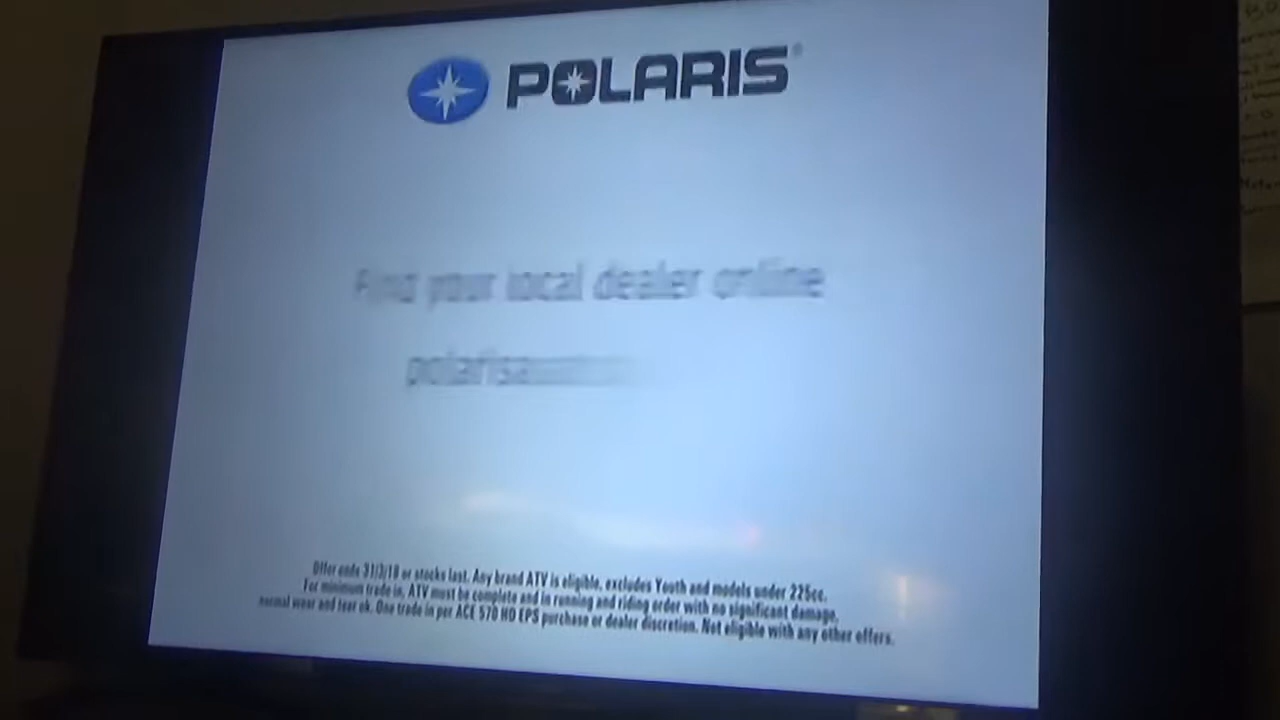 POLARIS®
Find your local dealer online
Offer ends 31/3/18 or stocks last. Any brand ATV is eligible, excludes Youth and models under 225cc.
For minimum trade in, ATV must be complete and in running and riding order with no significant damage,
normal wear and tear ok. One trade in per ACE 570 HD EPS purchase or dealer discretion. Not eligible with any other offers.